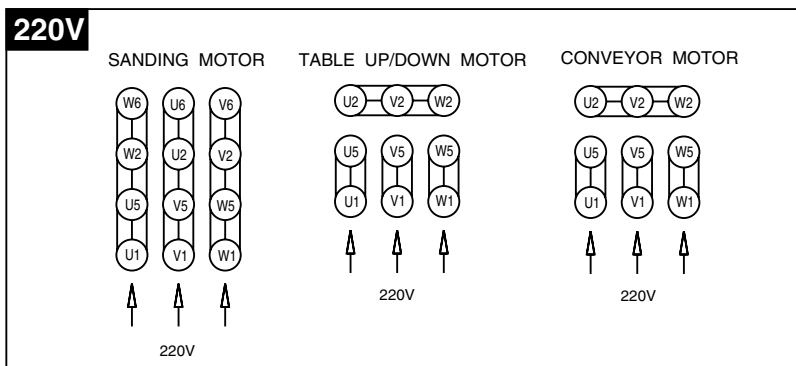 220V
SANDING MOTOR
W6 U6 V6
W2 U2 V2
U5 V5 W5
U1 V1 W1
220V
TABLE UP/DOWN MOTOR
U2 V2 W2
U5 V5 W5
U1 V1 W1
220V
CONVEYOR MOTOR
U2 V2 W2
U5 V5 W5
U1 V1 W1
220V